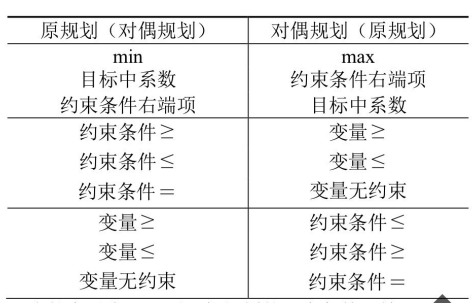 原规划（对偶规划） 对偶规划（原规划）
min max
目标中系数 约束条件右端项
约束条件右端项 目标中系数
约束条件≥ 变量≥
约束条件≤ 变量≤
约束条件＝ 变量无约束
变量≥ 约束条件≤
变量≤ 约束条件≥
变量无约束 约束条件＝